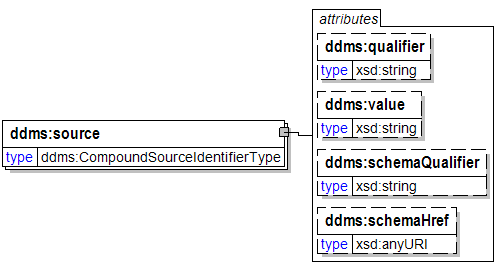 ddms:source
type ddms:CompoundSourceIdentifierType
attributes
ddms:qualifier
type xsd:string
ddms:value
type xsd:string
ddms:schemaQualifier
type xsd:string
ddms:schemaHref
type xsd:anyURI